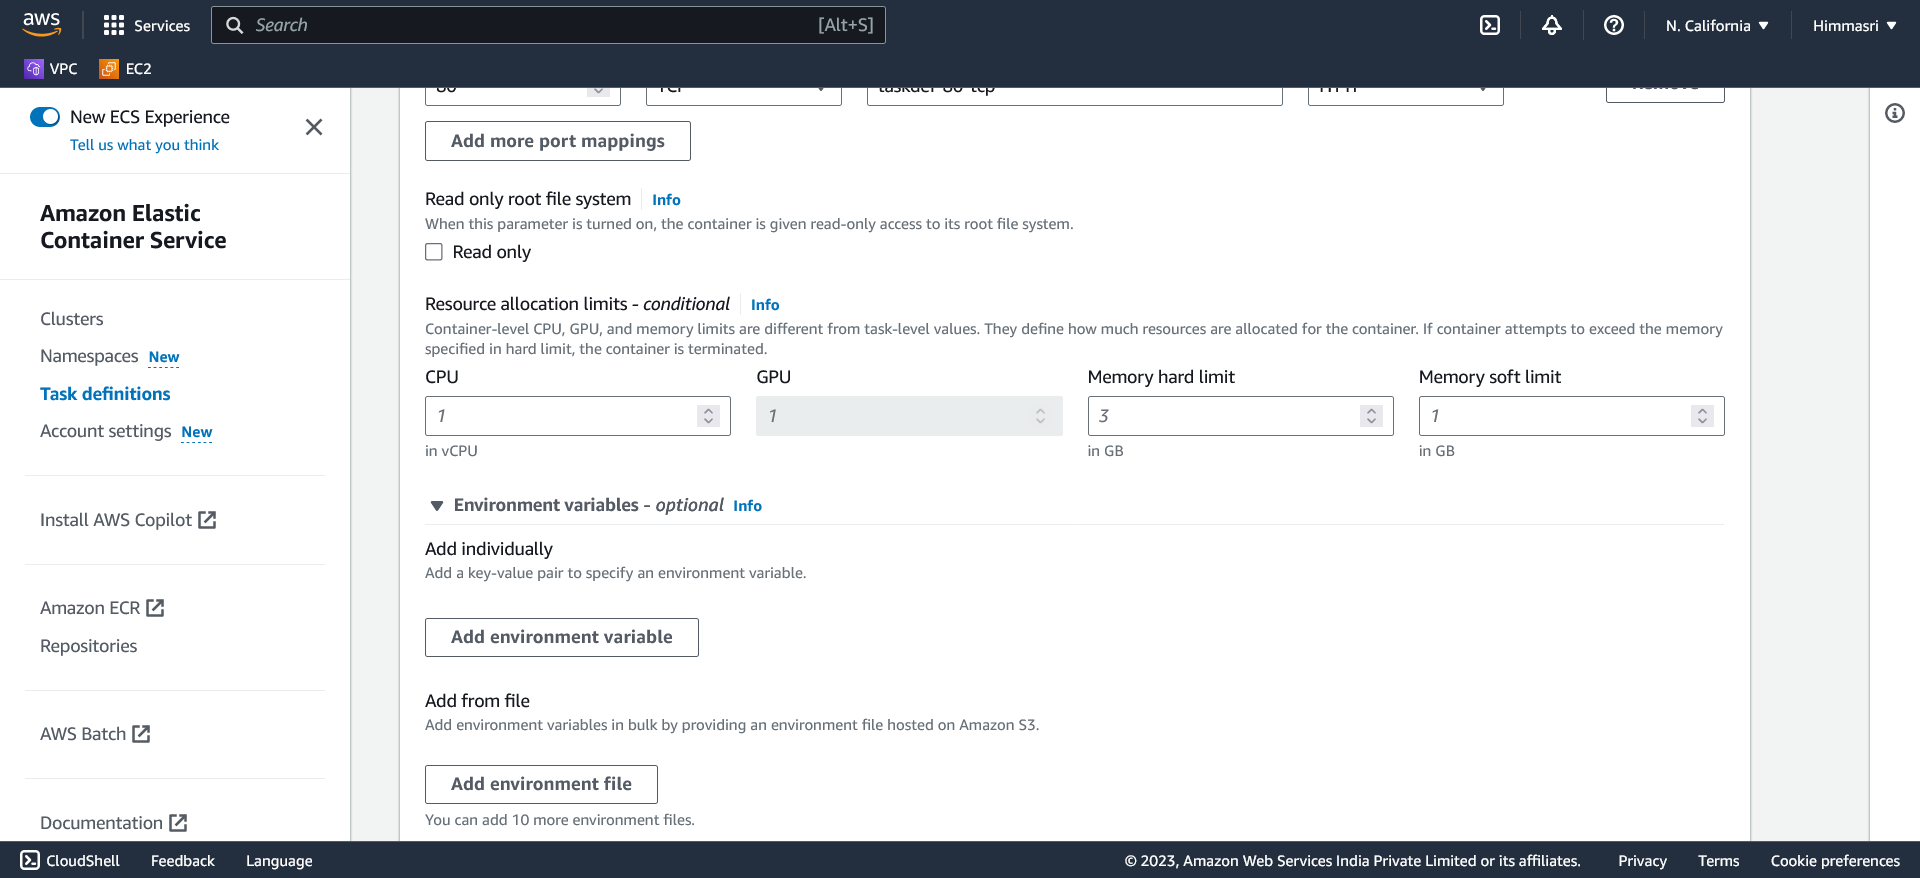 aws
Services
Search
[Alt+S]
N. California
Himmasri
VPC
EC2
New ECS Experience
Tell us what you think
Amazon Elastic
Container Service
Clusters
Namespaces New
Task definitions
Account settings New
Install AWS Copilot
Amazon ECR
Repositories
AWS Batch
Documentation
Add more port mappings
Read only root file system Info
When this parameter is turned on, the container is given read-only access to its root file system.
Read only
Resource allocation limits - conditional Info
Container-level CPU, GPU, and memory limits are different from task-level values. They define how much resources are allocated for the container. If container attempts to exceed the memory
specified in hard limit, the container is terminated.
CPU GPU Memory hard limit Memory soft limit
1 1 3 1
in vCPU in GB in GB
Environment variables - optional Info
Add individually
Add a key-value pair to specify an environment variable.
Add environment variable
Add from file
Add environment variables in bulk by providing an environment file hosted on Amazon S3.
Add environment file
You can add 10 more environment files.
CloudShell Feedback Language © 2023, Amazon Web Services India Private Limited or its affiliates. Privacy Terms Cookie preferences